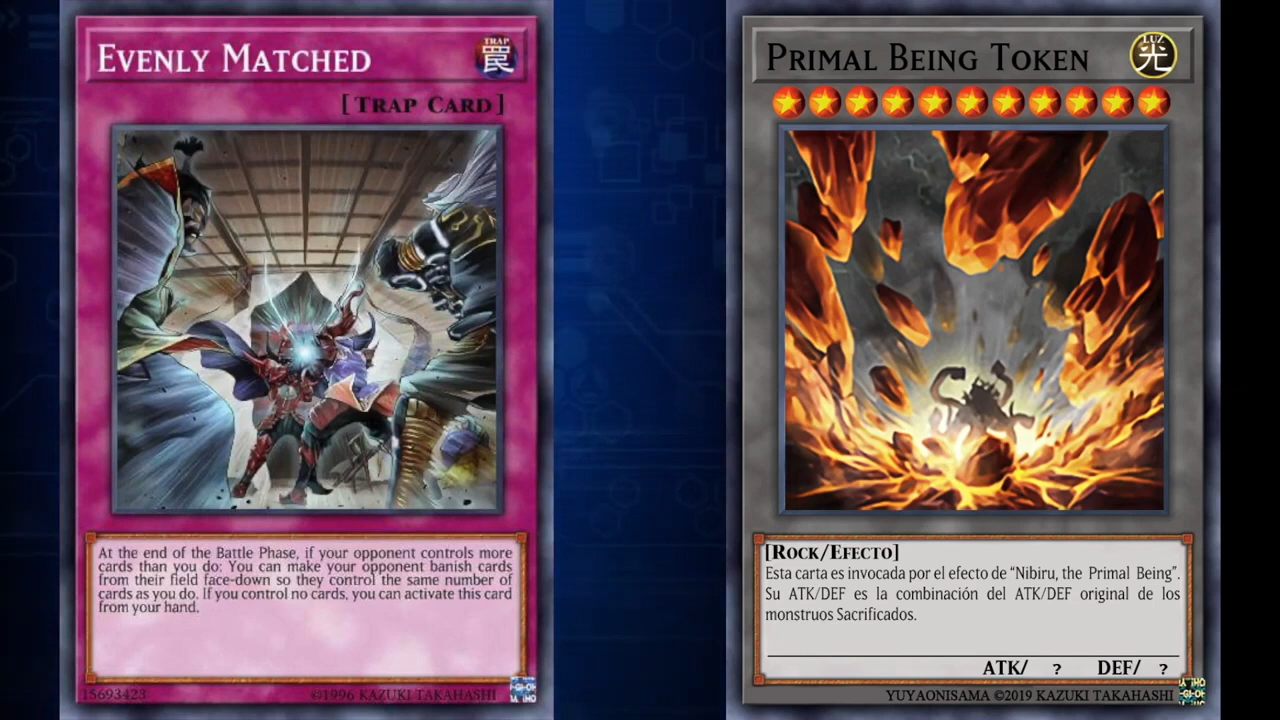 EVENLY MATCHED
TRAP
罠
[TRAP CARD]
At the end of the Battle Phase, if your opponent controls more
cards than you do: You can make your opponent banish cards
from their field face-down so they control the same number of
cards as you do. If you control no cards, you can activate this card
from your hand.
15693423
©1996 KAZUKI TAKAHASHI
PRIMAL BEING TOKEN
LUZ
光
[ROCK/EFECTO]
Esta carta es invocada por el efecto de “Nibiru, the Primal Being”.
Su ATK/DEF es la combinación del ATK/DEF original de los
monstruos Sacrificados.
ATK/ ? DEF/ ?
YUYAONISAMA ©2019 KAZUKI TAKAHASHI